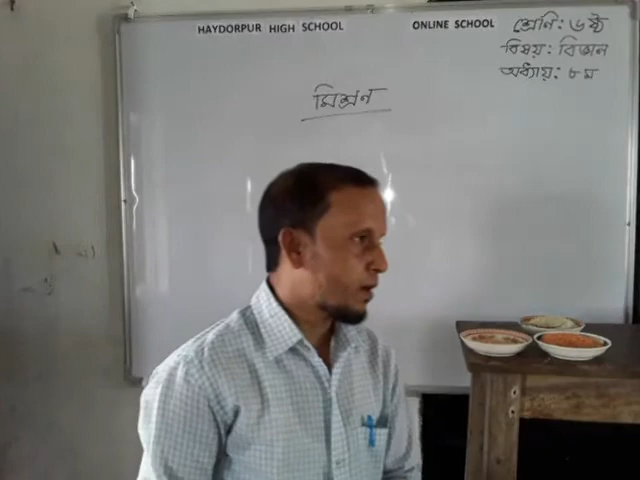 HAYDORPUR HIGH SCHOOL ONLINE SCHOOL
শ্রেণি: ৬ষ্ঠ
বিষয়: বিজ্ঞান
অধ্যায়: ৮ম
মিশ্রণ